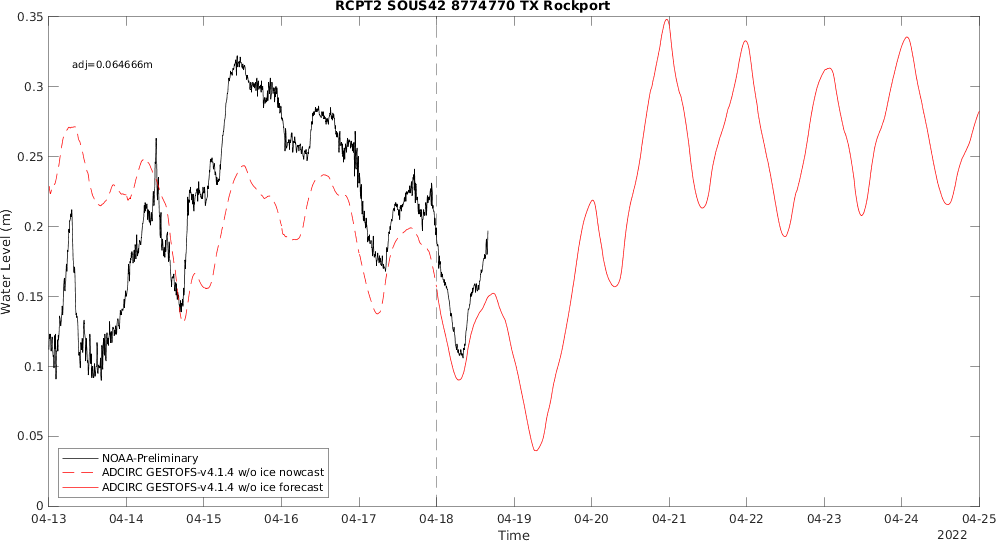 RCPT2 SOUS42 8774770 TX Rockport
adj=0.064666m
0.35
0.3
0.25
0.2
0.15
0.1
0.05
0
Water Level (m)
NOAA-Preliminary
ADCIRC GESTOFS-v4.1.4 w/o ice nowcast
ADCIRC GESTOFS-v4.1.4 w/o ice forecast
04-13 04-14 04-15 04-16 04-17 04-18 04-19 04-20 04-21 04-22 04-23 04-24 04-25
Time
2022